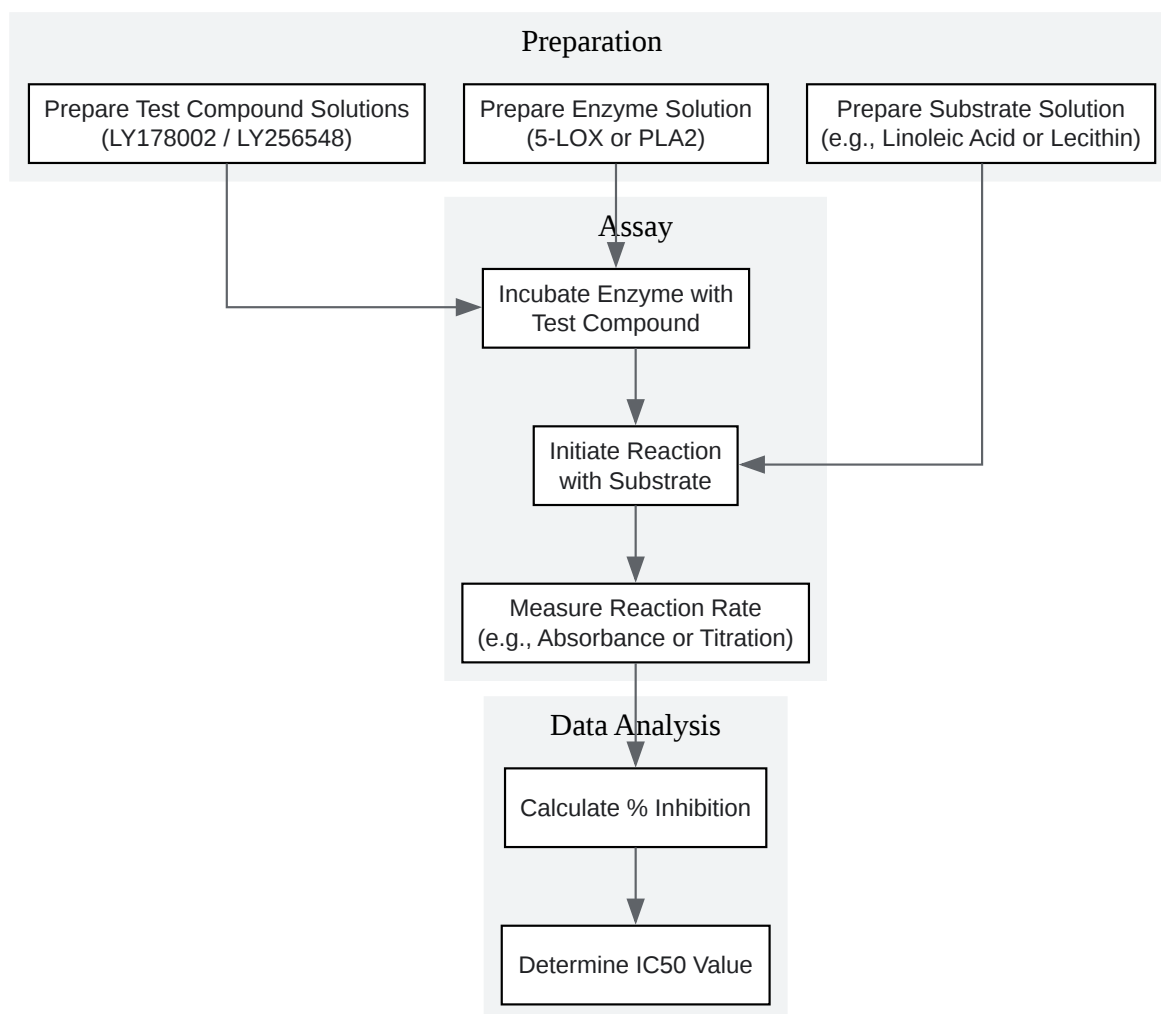 Preparation
Prepare Test Compound Solutions
(LY178002 / LY256548)
Prepare Enzyme Solution
(5-LOX or PLA2)
Prepare Substrate Solution
(e.g., Linoleic Acid or Lecithin)
Assay
Incubate Enzyme with
Test Compound
Initiate Reaction
with Substrate
Measure Reaction Rate
(e.g., Absorbance or Titration)
Data Analysis
Calculate % Inhibition
Determine IC50 Value